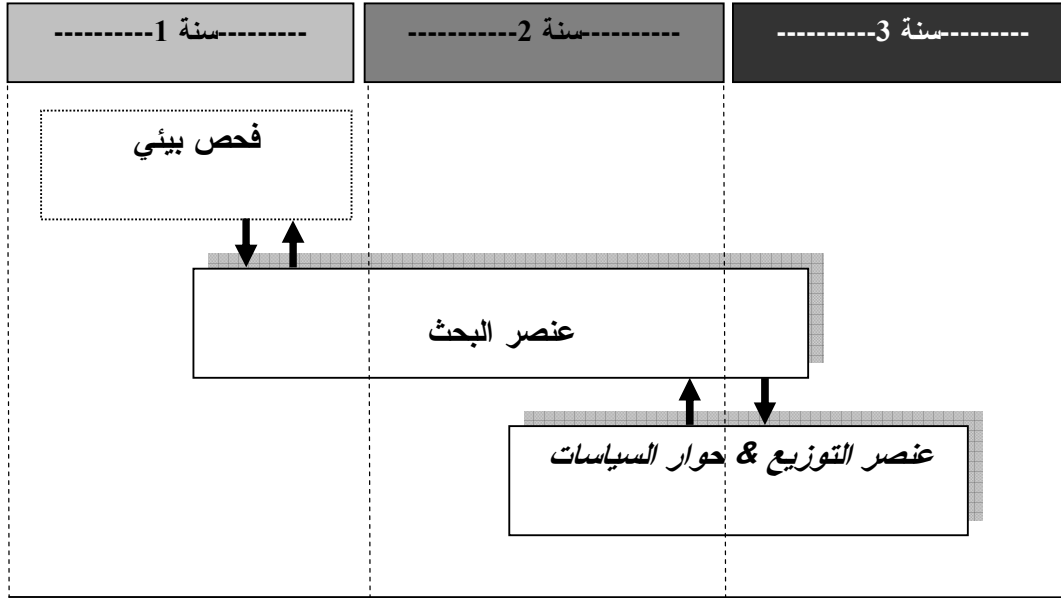 ----------سنة 1---------
-----------سنة 2----------
----------سنة 3---------
فحص بيئي
عنصر البحث
عنصر التوزيع & حوار السياسات